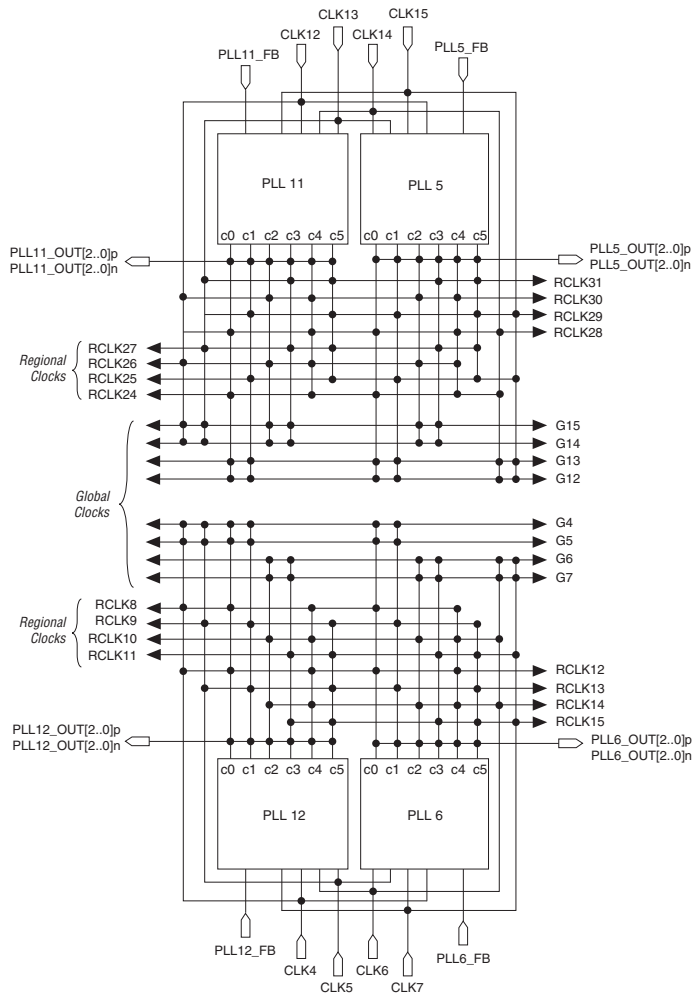 CLK13 CLK15
CLK12 CLK14
PLL11_FB PLL5_FB
PLL 11 PLL 5
c0 c1 c2 c3 c4 c5 c0 c1 c2 c3 c4 c5
PLL11_OUT[2..0]p
PLL11_OUT[2..0]n
PLL5_OUT[2..0]p
PLL5_OUT[2..0]n
RCLK31
RCLK30
RCLK29
RCLK28
Regional
Clocks
RCLK27
RCLK26
RCLK25
RCLK24
G15
G14
G13
G12
Global
Clocks
G4
G5
G6
G7
Regional
Clocks
RCLK8
RCLK9
RCLK10
RCLK11
RCLK12
RCLK13
RCLK14
RCLK15
PLL12_OUT[2..0]p
PLL12_OUT[2..0]n
PLL6_OUT[2..0]p
PLL6_OUT[2..0]n
c0 c1 c2 c3 c4 c5 c0 c1 c2 c3 c4 c5
PLL 12 PLL 6
PLL12_FB PLL6_FB
CLK4 CLK6
CLK5 CLK7